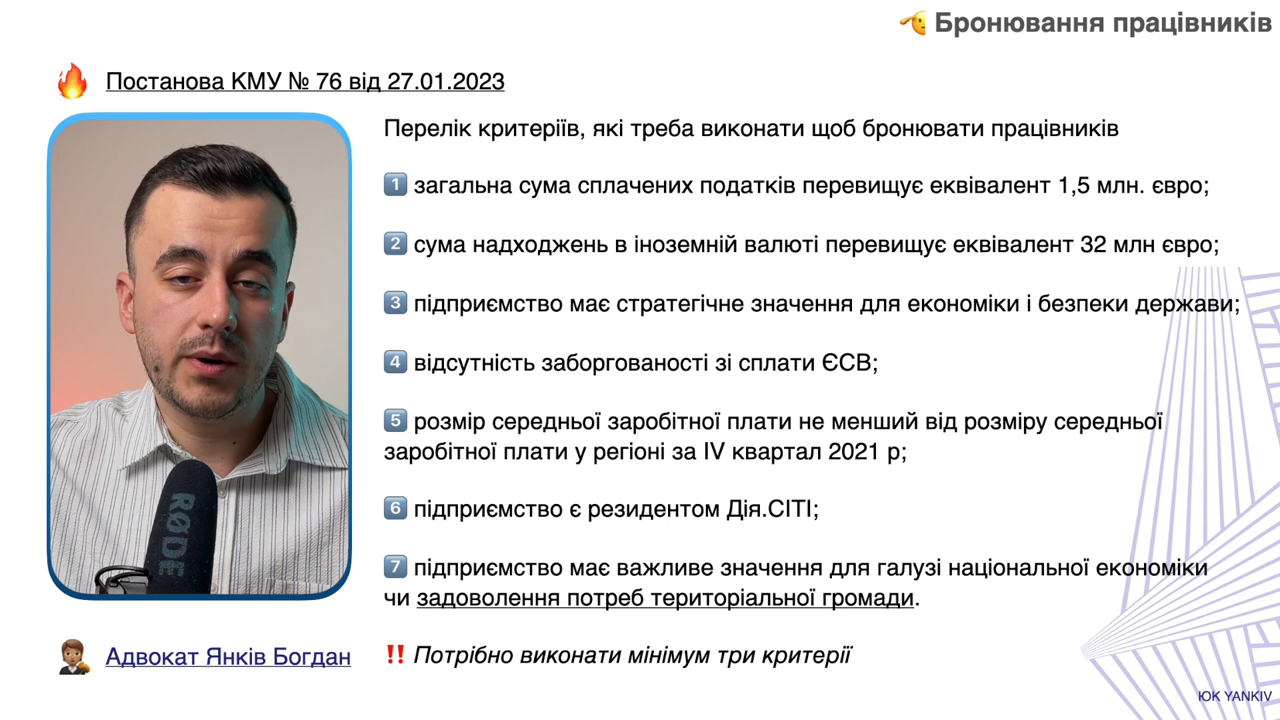 Бронювання працівників
Постанова КМУ № 76 від 27.01.2023
Перелік критеріїв, які треба виконати щоб бронювати працівників
1 загальна сума сплачених податків перевищує еквівалент 1,5 млн. євро;
2 сума надходжень в іноземній валюті перевищує еквівалент 32 млн євро;
3 підприємство має стратегічне значення для економіки і безпеки держави;
4 відсутність заборгованості зі сплати ЄСВ;
5 розмір середньої заробітної плати не менший від розміру середньої
заробітної плати у регіоні за IV квартал 2021 р;
6 підприємство є резидентом Дія.СІТІ;
7 підприємство має важливе значення для галузі національної економіки
чи задоволення потреб територіальної громади.
‼️ Потрібно виконати мінімум три критерії
RØDE
Адвокат Янків Богдан
ЮК YANKIV